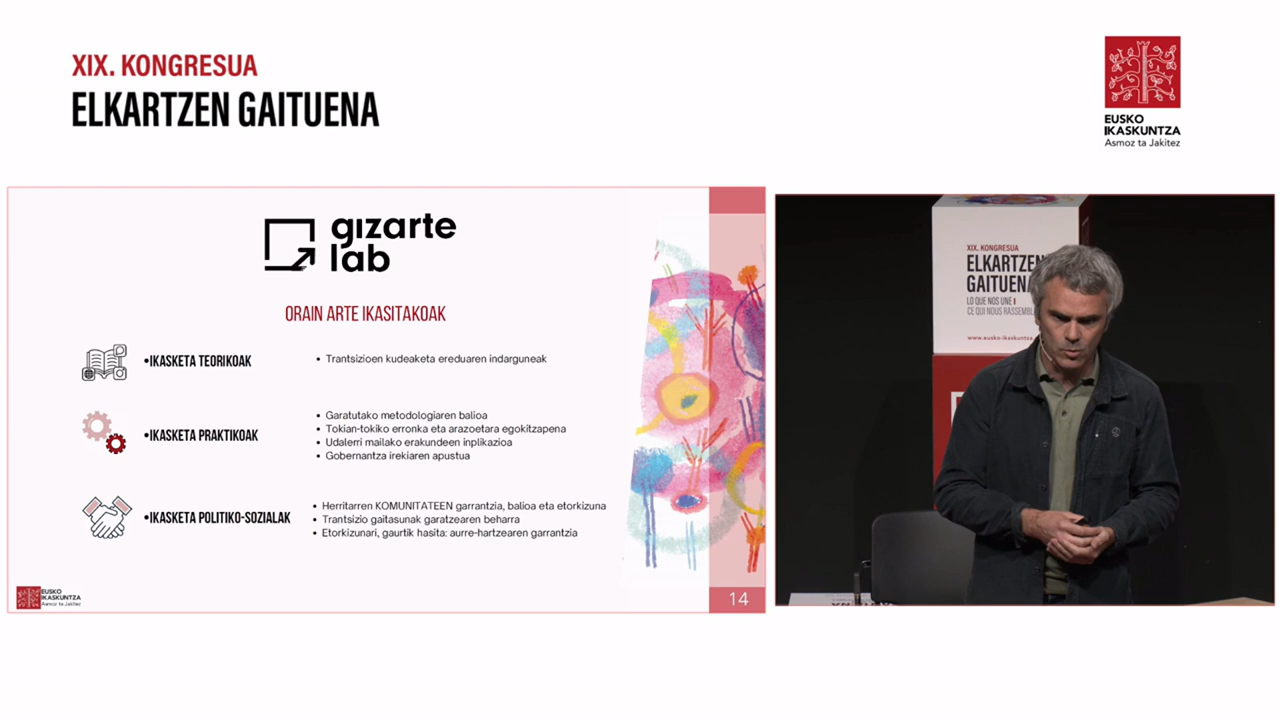 XIX. KONGRESUA
ELKARTZEN GAITUENA
EUSKO
IKASKUNTZA
Asmoz ta Jakitez
gizarte
lab
ORAIN ARTE IKASITAKOAK
•IKASKETA TEORIKOAK
• Trantsizioen kudeaketa ereduaren indarguneak
•IKASKETA PRAKTIKOAK
• Garatutako metodologiaren balioa
• Tokian-tokiko erronka eta arazoetara egokitzapena
• Udalerri mailako erakundeen inplikazioa
• Gobernantza irekiaren apustua
•IKASKETA POLITIKO-SOZIALAK
• Herritarren KOMUNITATEEN garrantzia, balioa eta etorkizuna
• Trantsizio gaitasunak garatzearen beharra
• Etorkizunari, gaurtik hasita: aurre-hartzearen garrantzia
EUSKO
IKASKUNTZA
Asmoz ta Jakitez
14
XIX. KONGRESUA
ELKARTZEN
GAITUENA
LO QUE NOS UNE
CE QUI NOUS RASSEMBL
www.eusko-ikaskuntza